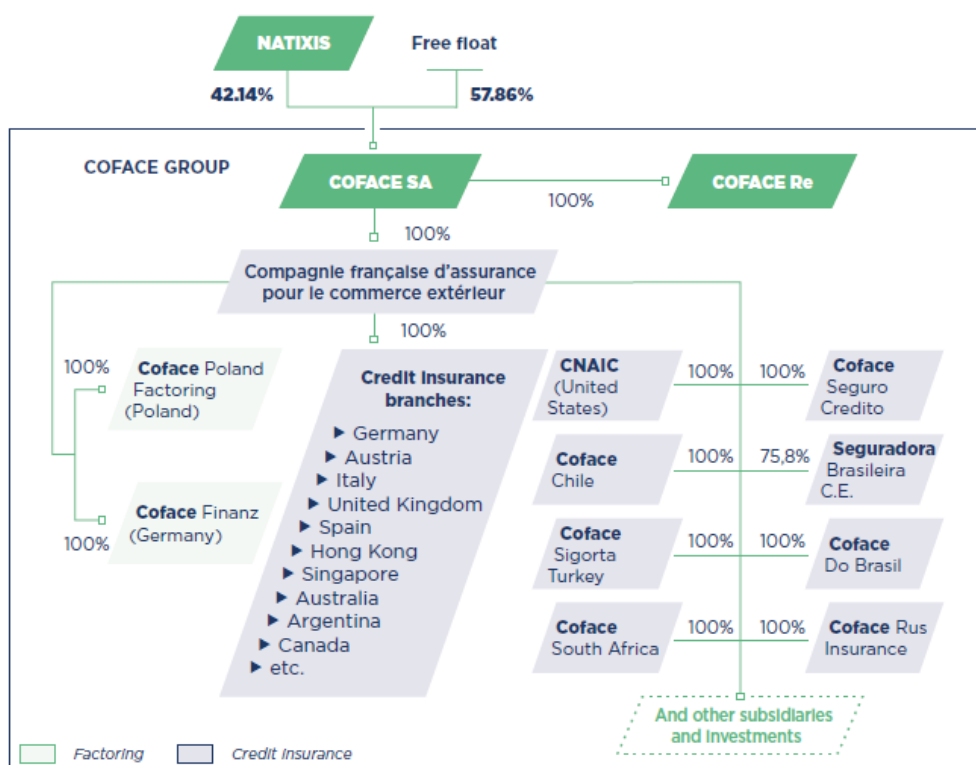 NATIXIS
Free float
42.14%
57.86%
COFACE GROUP
COFACE SA
COFACE Re
100%
100%
Compagnie française d'assurance
pour le commerce extérieur
100%
100%
Coface Poland
Factoring
(Poland)
100%
Coface Finanz
(Germany)
Credit Insurance
branches:
▶ Germany
▶ Austria
▶ Italy
▶ United Kingdom
▶ Spain
▶ Hong Kong
▶ Singapore
▶ Australia
▶ Argentina
▶ Canada
▶ etc.
CNAIC
(United
States)
100%
100%
Coface
Seguro
Credito
Coface
Chile
100%
75,8%
Seguradora
Brasileira
C.E.
Coface
Sigorta
Turkey
100%
100%
Coface
Do Brasil
Coface
South Africa
100%
100%
Coface Rus
Insurance
And other subsidiaries
and investments
Factoring
Credit Insurance